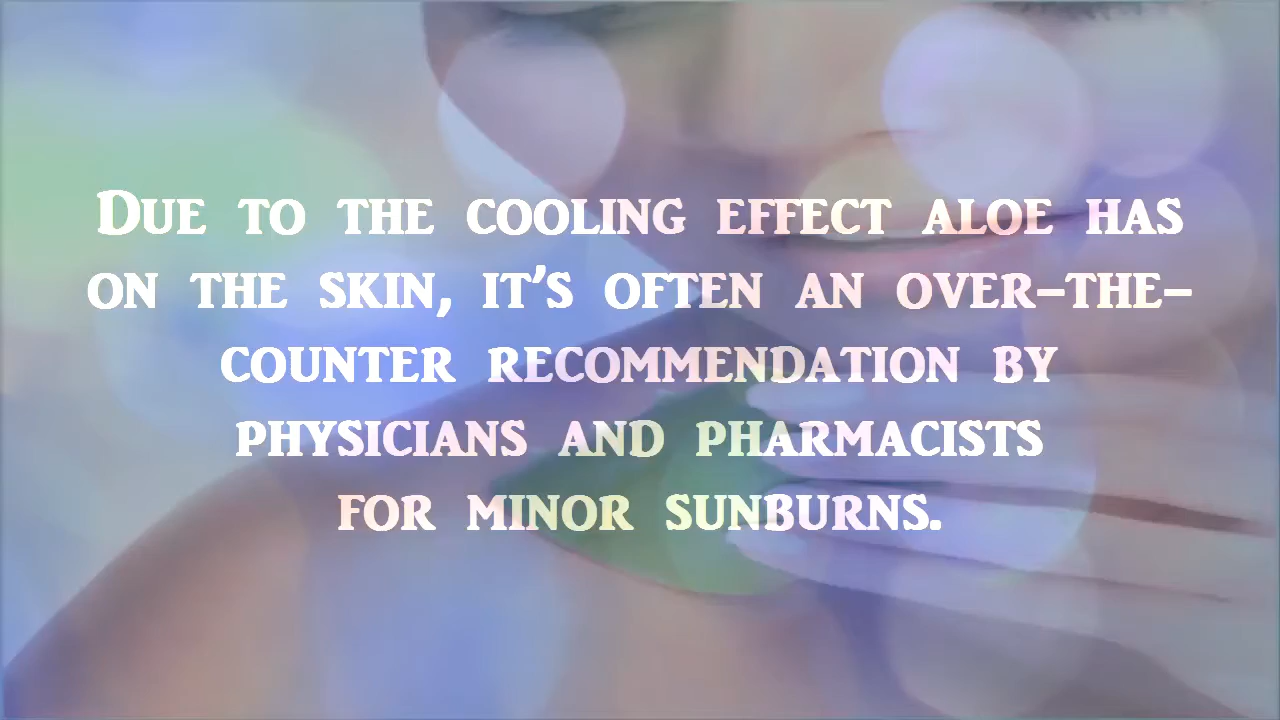 Due to the cooling effect aloe has
on the skin, it's often an over-the-
counter recommendation by
physicians and pharmacists
for minor sunburns.